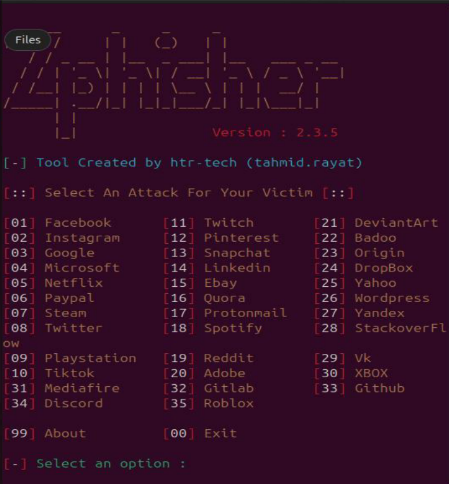 Files
Zphisher
Version : 2.3.5
[-] Tool Created by htr-tech (tahmid.rayat)
[::] Select An Attack For Your Victim [::]
[01] Facebook [11] Twitch [21] DeviantArt
[02] Instagram [12] Pinterest [22] Badoo
[03] Google [13] Snapchat [23] Origin
[04] Microsoft [14] Linkedin [24] DropBox
[05] Netflix [15] Ebay [25] Yahoo
[06] Paypal [16] Quora [26] Wordpress
[07] Steam [17] Protonmail [27] Yandex
[08] Twitter [18] Spotify [28] StackoverFl
ow
[09] Playstation [19] Reddit [29] Vk
[10] Tiktok [20] Adobe [30] XBOX
[31] Mediafire [32] Gitlab [33] Github
[34] Discord [35] Roblox
[99] About [00] Exit
[-] Select an option :